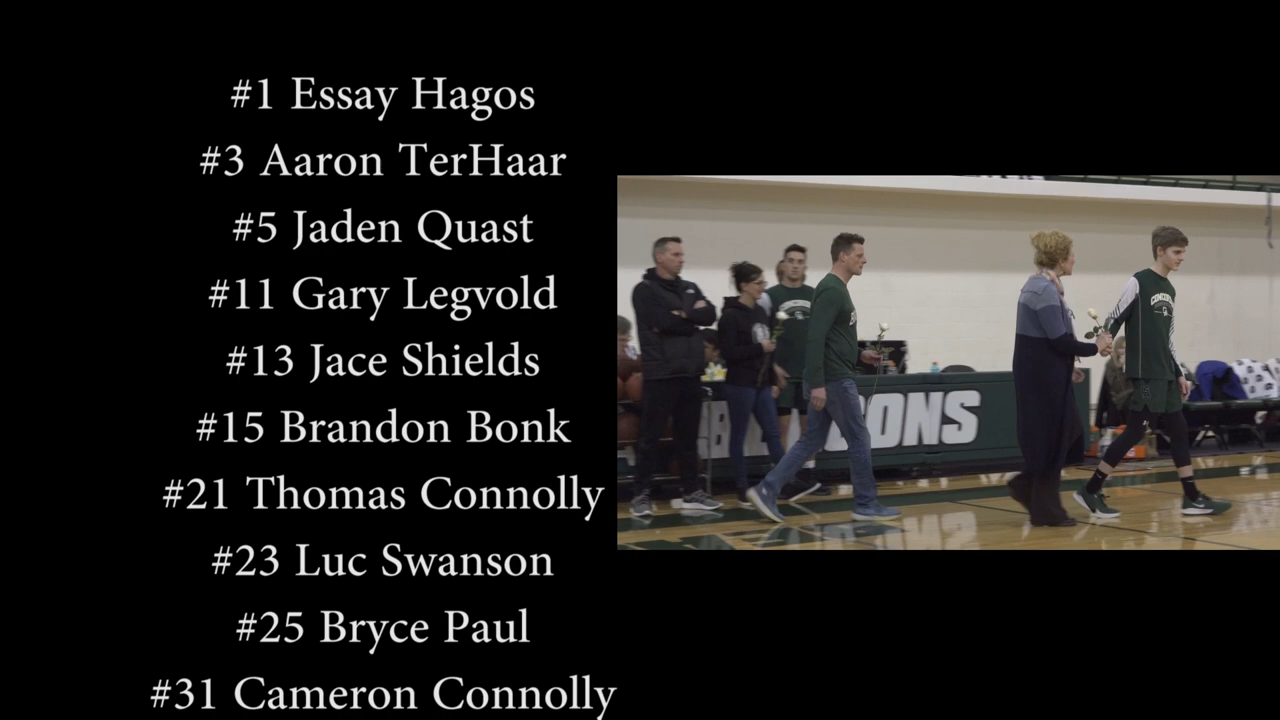 #1 Essay Hagos
#3 Aaron TerHaar
#5 Jaden Quast
#11 Gary Legvold
#13 Jace Shields
#15 Brandon Bonk
#21 Thomas Connolly
#23 Luc Swanson
#25 Bryce Paul
#31 Cameron Connolly